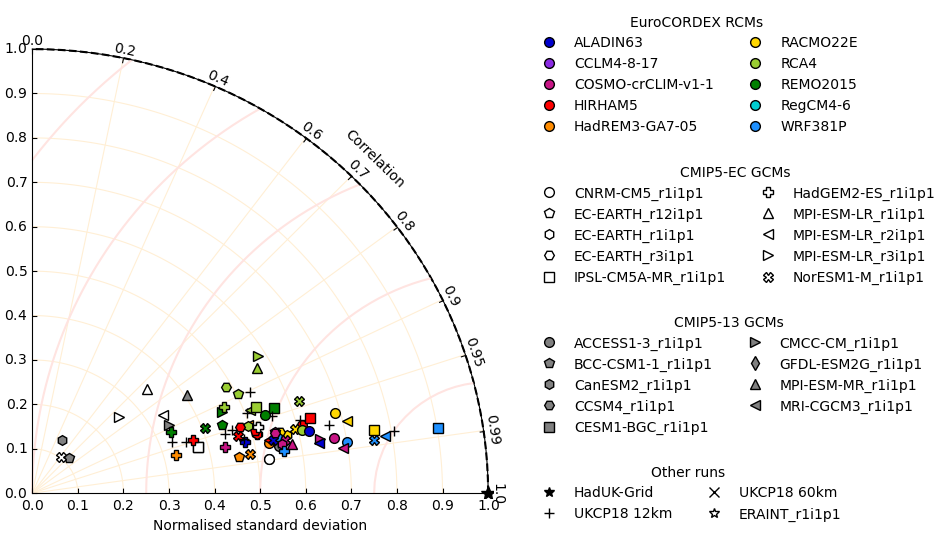 0.0
0.2
0.4
0.6
0.7
0.8
0.9
0.95
0.99
1.0
Correlation
1.0
0.9
0.8
0.7
0.6
0.5
0.4
0.3
0.2
0.1
0.0
0.0 0.1 0.2 0.3 0.4 0.5 0.6 0.7 0.8 0.9 1.0
Normalised standard deviation
EuroCORDEX RCMs
ALADIN63 RACMO22E
CCLM4-8-17 RCA4
COSMO-crCLIM-v1-1 REMO2015
HIRHAM5 RegCM4-6
HadREM3-GA7-05 WRF381P
CMIP5-EC GCMs
CNRM-CM5_r1i1p1 HadGEM2-ES_r1i1p1
EC-EARTH_r12i1p1 MPI-ESM-LR_r1i1p1
EC-EARTH_r1i1p1 MPI-ESM-LR_r2i1p1
EC-EARTH_r3i1p1 MPI-ESM-LR_r3i1p1
IPSL-CM5A-MR_r1i1p1 NorESM1-M_r1i1p1
CMIP5-13 GCMs
ACCESS1-3_r1i1p1 CMCC-CM_r1i1p1
BCC-CSM1-1_r1i1p1 GFDL-ESM2G_r1i1p1
CanESM2_r1i1p1 MPI-ESM-MR_r1i1p1
CCSM4_r1i1p1 MRI-CGCM3_r1i1p1
CESM1-BGC_r1i1p1
Other runs
HadUK-Grid UKCP18 60km
UKCP18 12km ERAINT_r1i1p1